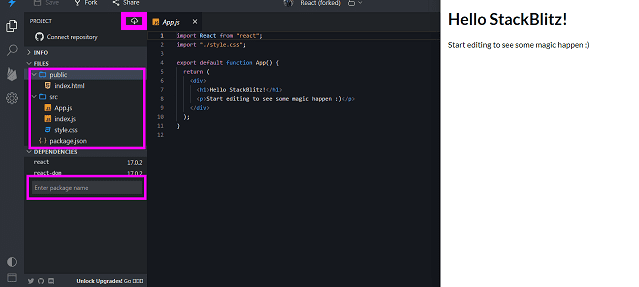 Save
Fork
Share
React (forked)
PROJECT
Connect repository
INFO
FILES
public
index.html
src
App.js
index.js
style.css
package.json
DEPENDENCIES
react 17.0.2
react-dom 17.0.2
Enter package name
Unlock Upgrades! Go
App.js
1 import React from "react";
2 import "./style.css";
3
4 export default function App() {
5 return (
6 <div>
7 <h1>Hello StackBlitz!</h1>
8 <p>Start editing to see some magic happen :)</p>
9 </div>
10 );
11 }
11
Hello StackBlitz!
Start editing to see some magic happen :)